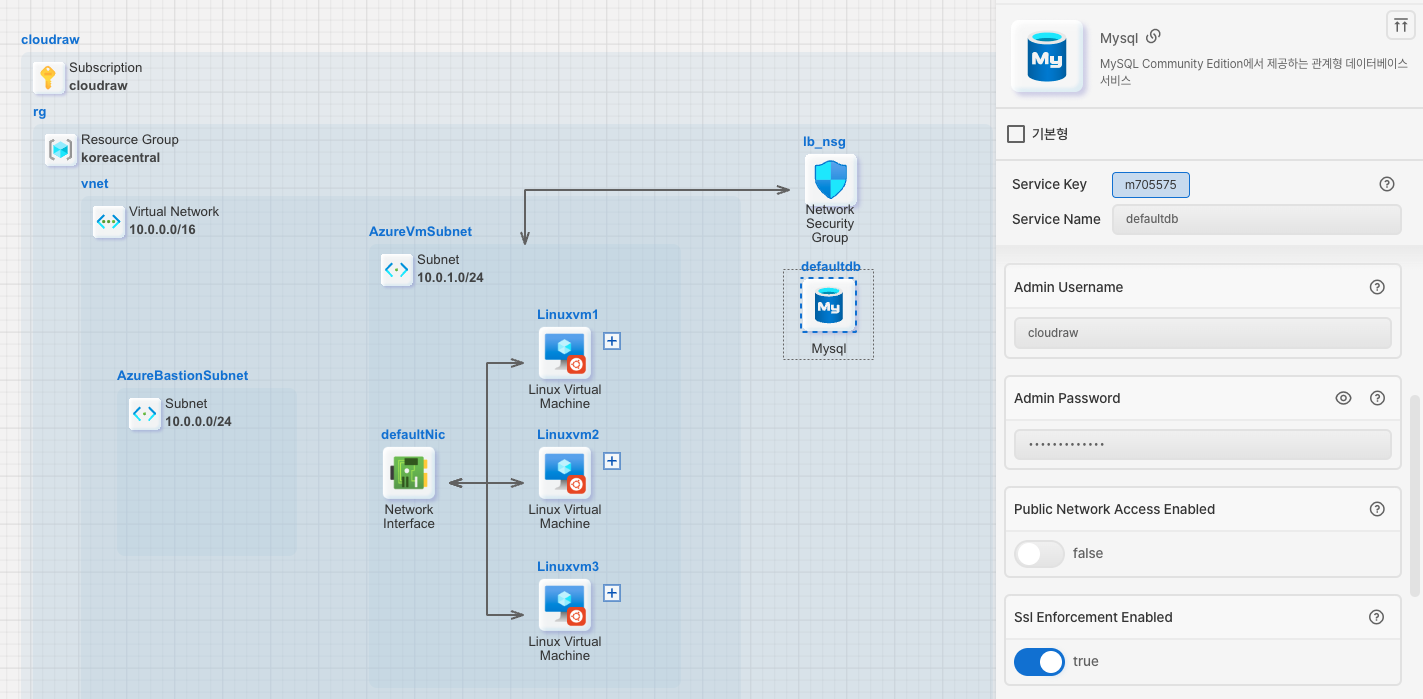 cloudraw
Subscription
cloudraw
rg
Resource Group
koreacentral
vnet
Virtual Network
10.0.0.0/16
AzureVmSubnet
Subnet
10.0.1.0/24
AzureBastionSubnet
Subnet
10.0.0.0/24
defaultNic
Network
Interface
Linuxvm1
Linux Virtual
Machine
Linuxvm2
Linux Virtual
Machine
Linuxvm3
Linux Virtual
Machine
lb_nsg
Network
Security
Group
defaultdb
My
Mysql
My
Mysql
MySQL Community Edition에서 제공하는 관계형 데이터베이스
서비스
기본형
Service Key
m705575
Service Name
defaultdb
Admin Username
cloudraw
Admin Password
•••••••••••••
Public Network Access Enabled
false
Ssl Enforcement Enabled
true